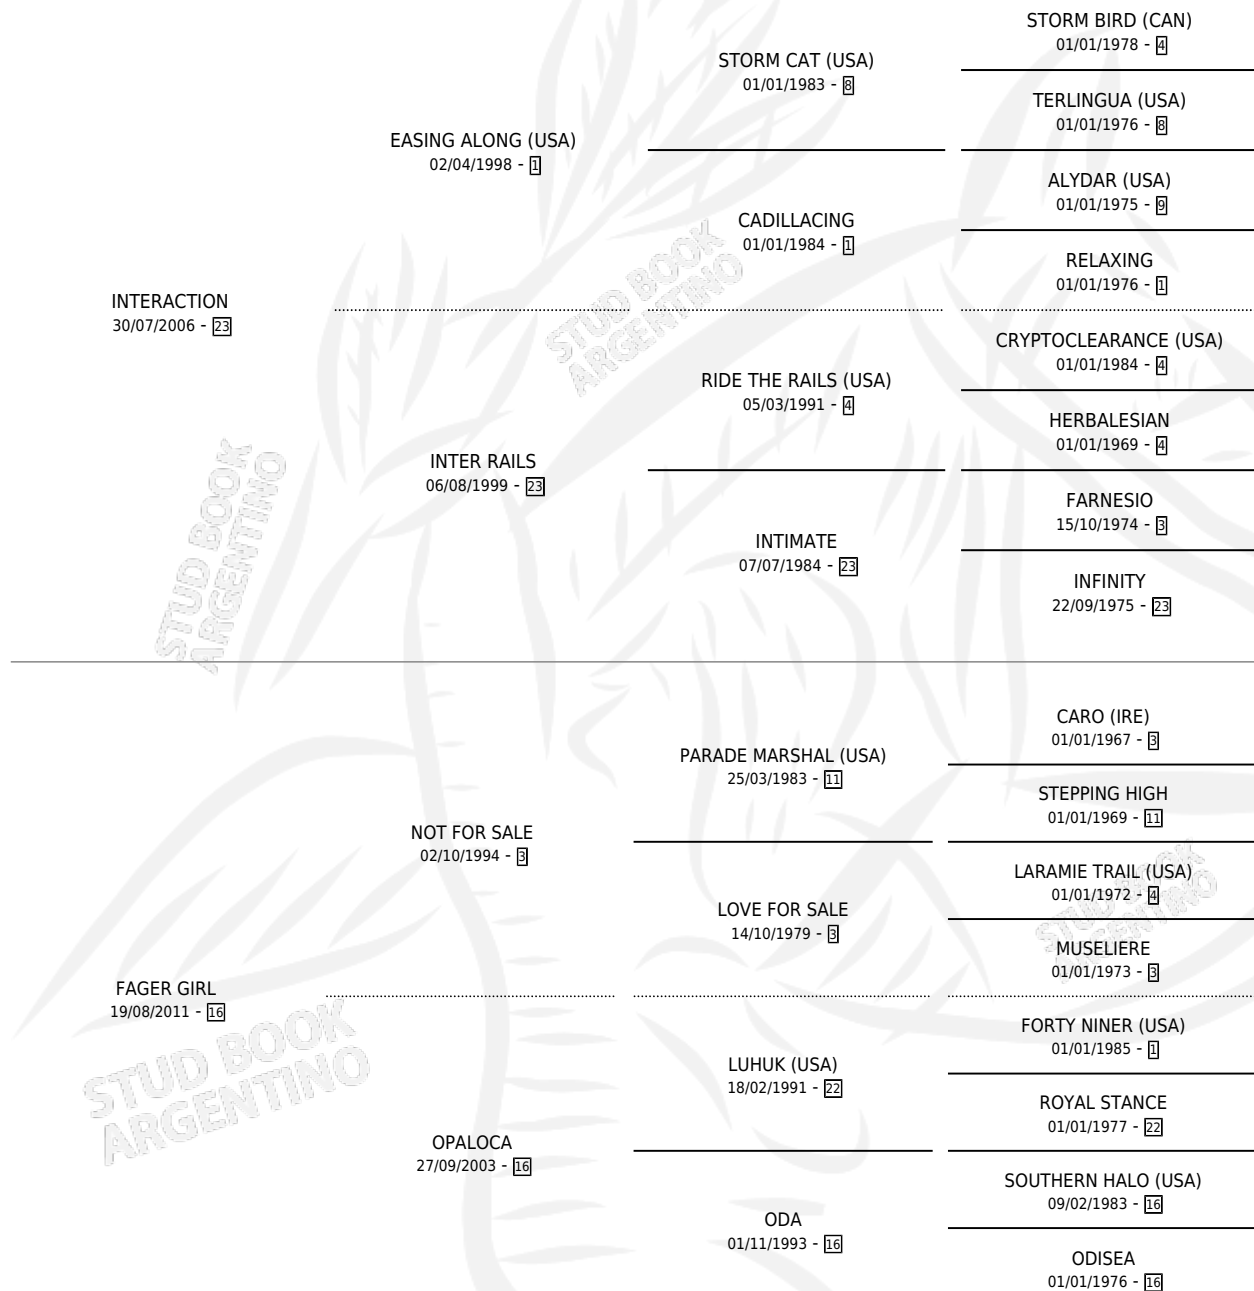 STORM BIRD (CAN)
01/01/1978 - 4
STORM CAT (USA)
01/01/1983 - 8
TERLINGUA (USA)
01/01/1976 - 8
EASING ALONG (USA)
02/04/1998 - 1
ALYDAR (USA)
01/01/1975 - 9
CADILLACING
01/01/1984 - 1
RELAXING
01/01/1976 - 1
INTERACTION
30/07/2006 - 23
CRYPTOCLEARANCE (USA)
01/01/1984 - 4
RIDE THE RAILS (USA)
05/03/1991 - 4
HERBALESIAN
01/01/1969 - 4
INTER RAILS
06/08/1999 - 23
FARNESIO
15/10/1974 - 3
INTIMATE
07/07/1984 - 23
INFINITY
22/09/1975 - 23
CARO (IRE)
01/01/1967 - 3
PARADE MARSHAL (USA)
25/03/1983 - 11
STEPPING HIGH
01/01/1969 - 11
NOT FOR SALE
02/10/1994 - 3
LARAMIE TRAIL (USA)
01/01/1972 - 4
LOVE FOR SALE
14/10/1979 - 3
MUSELIERE
01/01/1973 - 3
FAGER GIRL
19/08/2011 - 16
FORTY NINER (USA)
01/01/1985 - 1
LUHUK (USA)
18/02/1991 - 22
ROYAL STANCE
01/01/1977 - 22
OPALOCA
27/09/2003 - 16
SOUTHERN HALO (USA)
09/02/1983 - 16
ODA
01/11/1993 - 16
ODISEA
01/01/1976 - 16
STUD BOOK
ARGENTINO
STUD BOOK
ARGENTINO
STUD BOOK
ARGENTINO
STUD BOOK
ARGENTINO